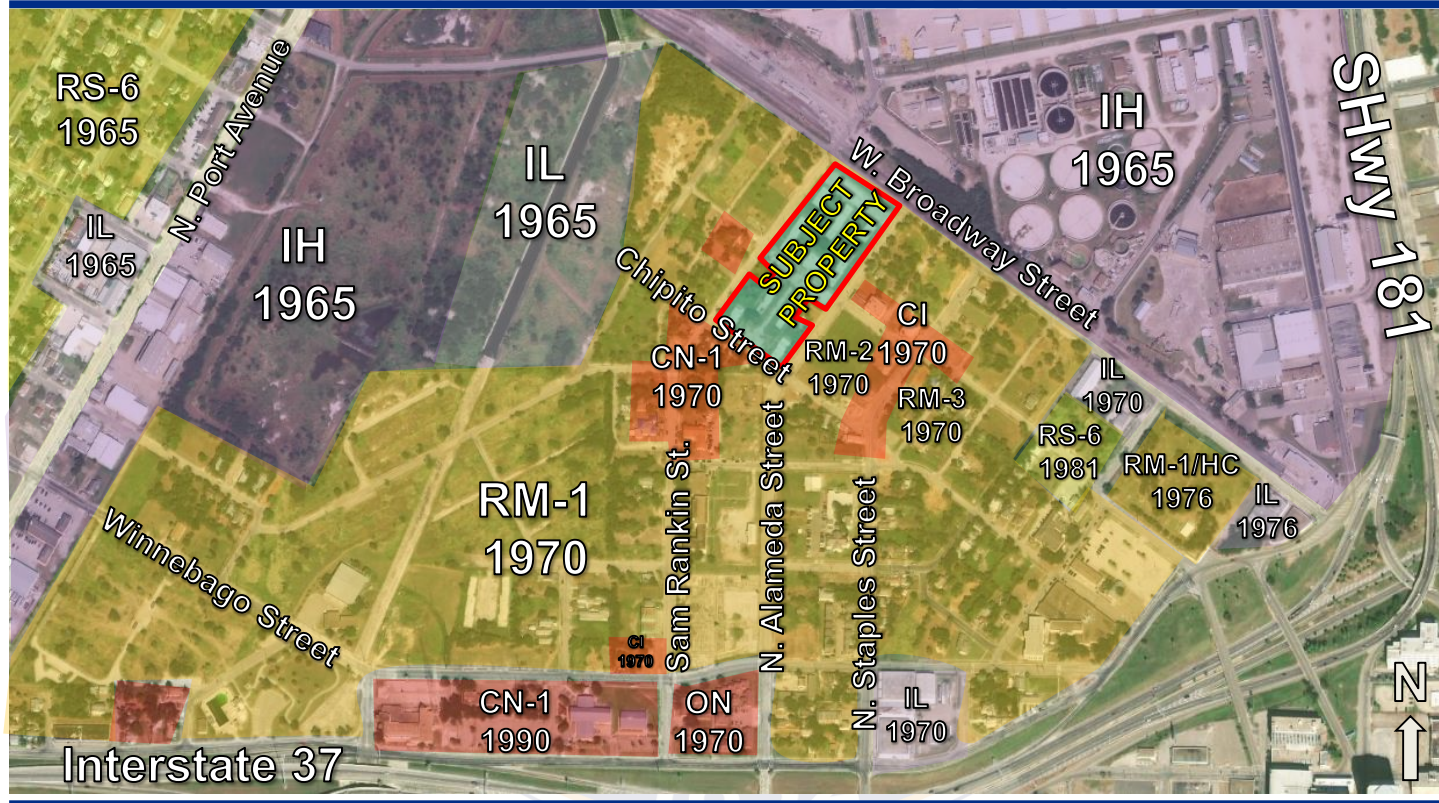 RS-6
1965
N. Port Avemiue
IL
1965
IH
1965
IL
1965
IH
1965
SHwy 181
W. Broadway Street
SUBJECT
PROPERTY
Chipito Street
CN-1
1970
CI
1970
RM-2
1970
RM-3
1970
IL
1970
RS-6
1981
RM-1/HC
1976
IL
1976
RM-1
1970
Winnebago Street
Sam Rankin St.
N. Alameda Street
N. Staples Street
CI
1970
CN-1
1990
ON
1970
IL
1970
Interstate 37
N